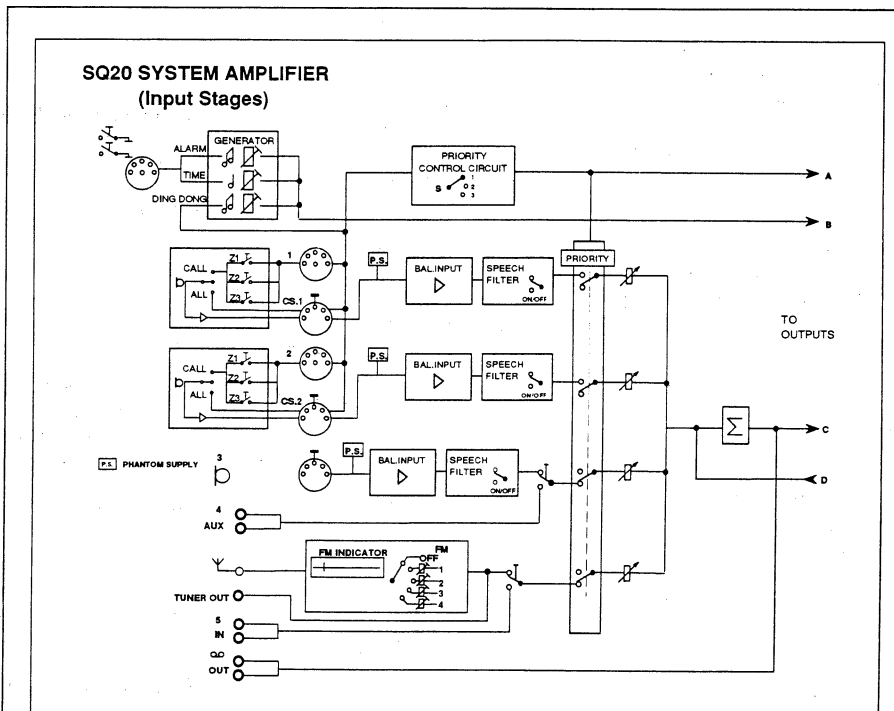 SQ20 SYSTEM AMPLIFIER
(Input Stages)
GENERATOR
ALARM
TIME
DING DONG
PRIORITY
CONTROL CIRCUIT
S 1
2
3
A
B
PRIORITY
Z1
CALL
Z2
ALL
Z3
1
CS.1
P.S.
BAL.INPUT
SPEECH
FILTER
ON/OFF
TO
OUTPUTS
Z1
CALL
Z2
ALL
Z3
2
CS.2
P.S.
BAL.INPUT
SPEECH
FILTER
ON/OFF
Σ
C
D
P.S. PHANTOM SUPPLY
3
P.S.
BAL.INPUT
SPEECH
FILTER
ON/OFF
4
AUX
FM INDICATOR
FM
OFF
1
2
3
4
TUNER OUT
5
IN
OUT